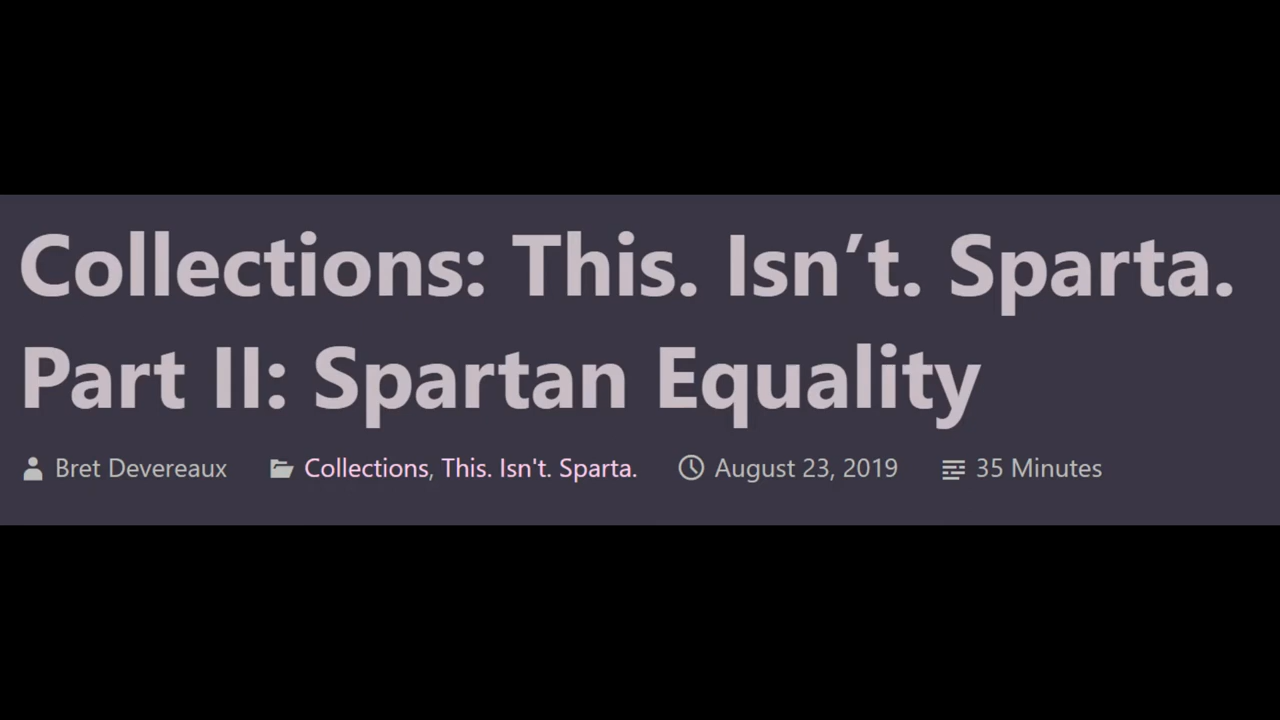 Collections: This. Isn’t. Sparta.
Part II: Spartan Equality
Bret Devereaux Collections, This. Isn't. Sparta. August 23, 2019 35 Minutes